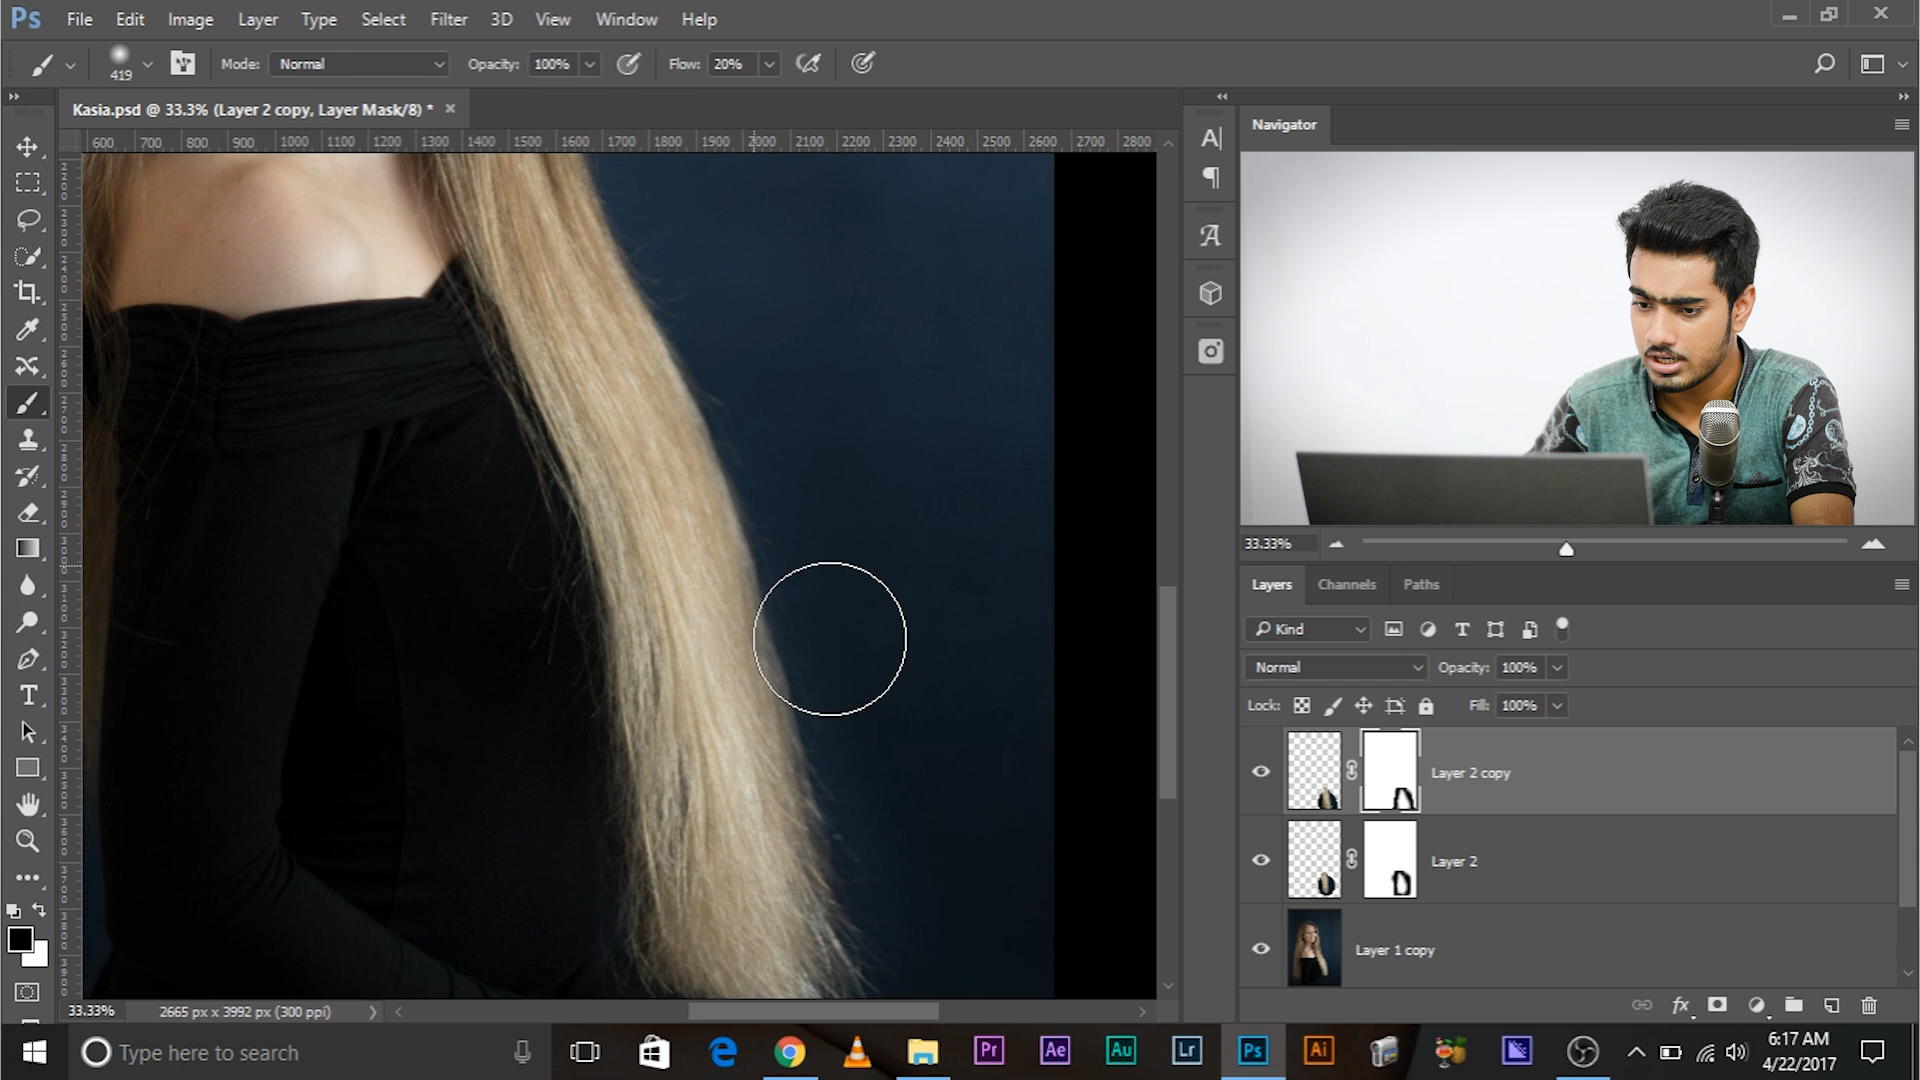 Ps File Edit Image Layer Type Select Filter 3D View Window Help
419 Mode: Normal Opacity: 100% Flow: 20%
Kasia.psd @ 33.3% (Layer 2 copy, Layer Mask/8) * ×
600 700 800 900 1000 1100 1200 1300 1400 1500 1600 1700 1800 1900 2000 2100 2200 2300 2400 2500 2600 2700 2800
Navigator
33.33%
Layers Channels Paths
Kind
Normal Opacity: 100%
Lock: Fill: 100%
Layer 2 copy
Layer 2
Layer 1 copy
fx
33.33% 2665 px x 3992 px (300 ppi)
Type here to search
Pr Ae Au Lr Ps Ai
6:17 AM
4/22/2017